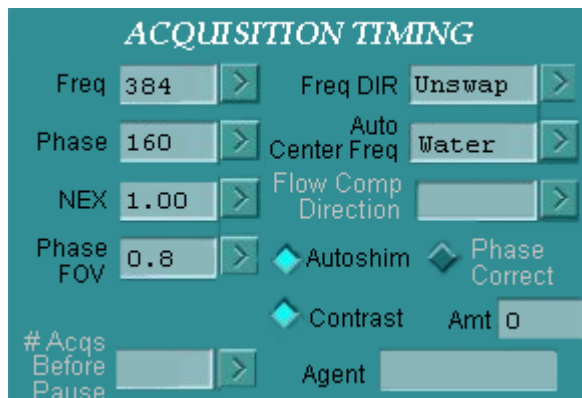 ACQUISITION TIMING
Freq 384 > Freq DIR Unswap >
Phase 160 > Auto Center Freq Water >
NEX 1.00 > Flow Comp Direction >
Phase FOV 0.8 > Autoshim Phase Correct
Contrast Amt 0
# Acqs Before Pause > Agent